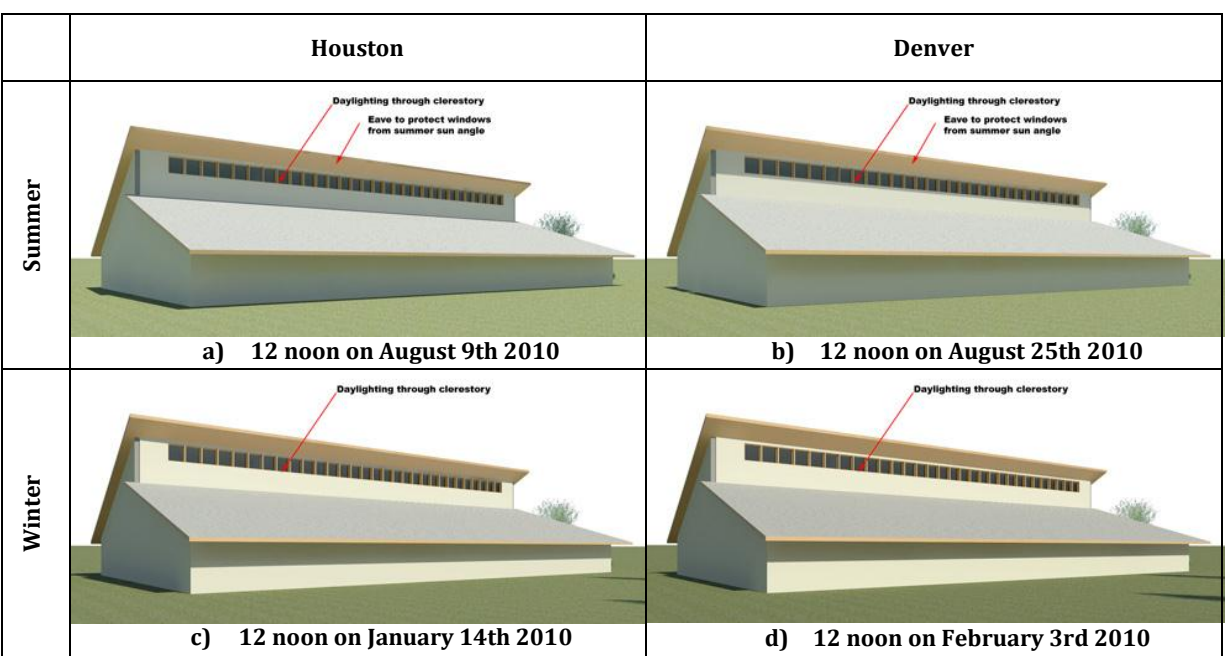 Houston
Denver
Summer
Daylighting through clerestory
Eave to protect windows
from summer sun angle
a) 12 noon on August 9th 2010
Daylighting through clerestory
Eave to protect windows
from summer sun angle
b) 12 noon on August 25th 2010
Winter
Daylighting through clerestory
c) 12 noon on January 14th 2010
Daylighting through clerestory
d) 12 noon on February 3rd 2010